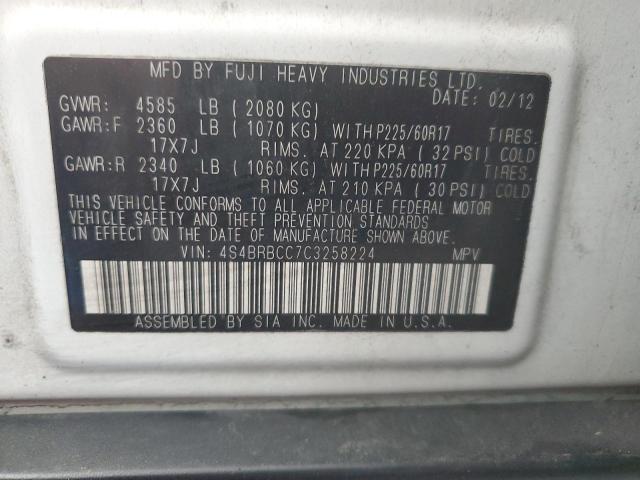 MFD BY FUJI HEAVY INDUSTRIES LTD.
DATE: 02/12
GVWR: 4585 LB ( 2080 KG)
GAWR:F 2360 LB ( 1070 KG) WITH P225/60R17 TIRES.
17X7J RIMS. AT 220 KPA ( 32 PSI) COLD
GAWR:R 2340 LB ( 1060 KG) WITH P225/60R17 TIRES.
17X7J RIMS. AT 210 KPA ( 30 PSI) COLD
THIS VEHICLE CONFORMS TO ALL APPLICABLE FEDERAL MOTOR
VEHICLE SAFETY AND THEFT PREVENTION STANDARDS
IN EFFECT ON THE DATE OF MANUFACTURE SHOWN ABOVE.
VIN: 4S4BRBCC7C3258224 MPV
ASSEMBLED BY SIA INC. MADE IN U.S.A.